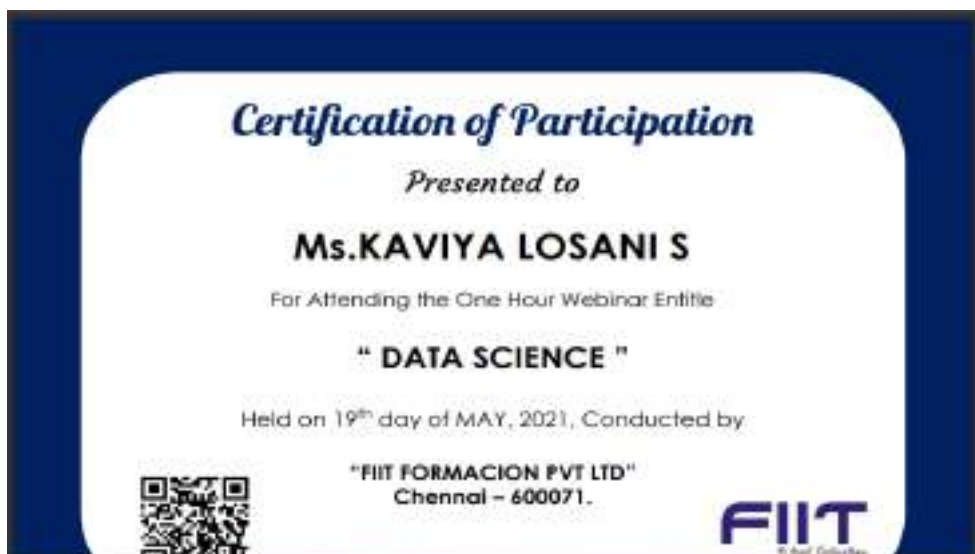 Certification of Participation
Presented to
Ms.KAVIYA LOSANI S
For Attending the One Hour Webinar Entitle
“ DATA SCIENCE ”
Held on 19th day of MAY, 2021, Conducted by
“FIIT FORMACION PVT LTD”
Chennai – 600071.
FIIT